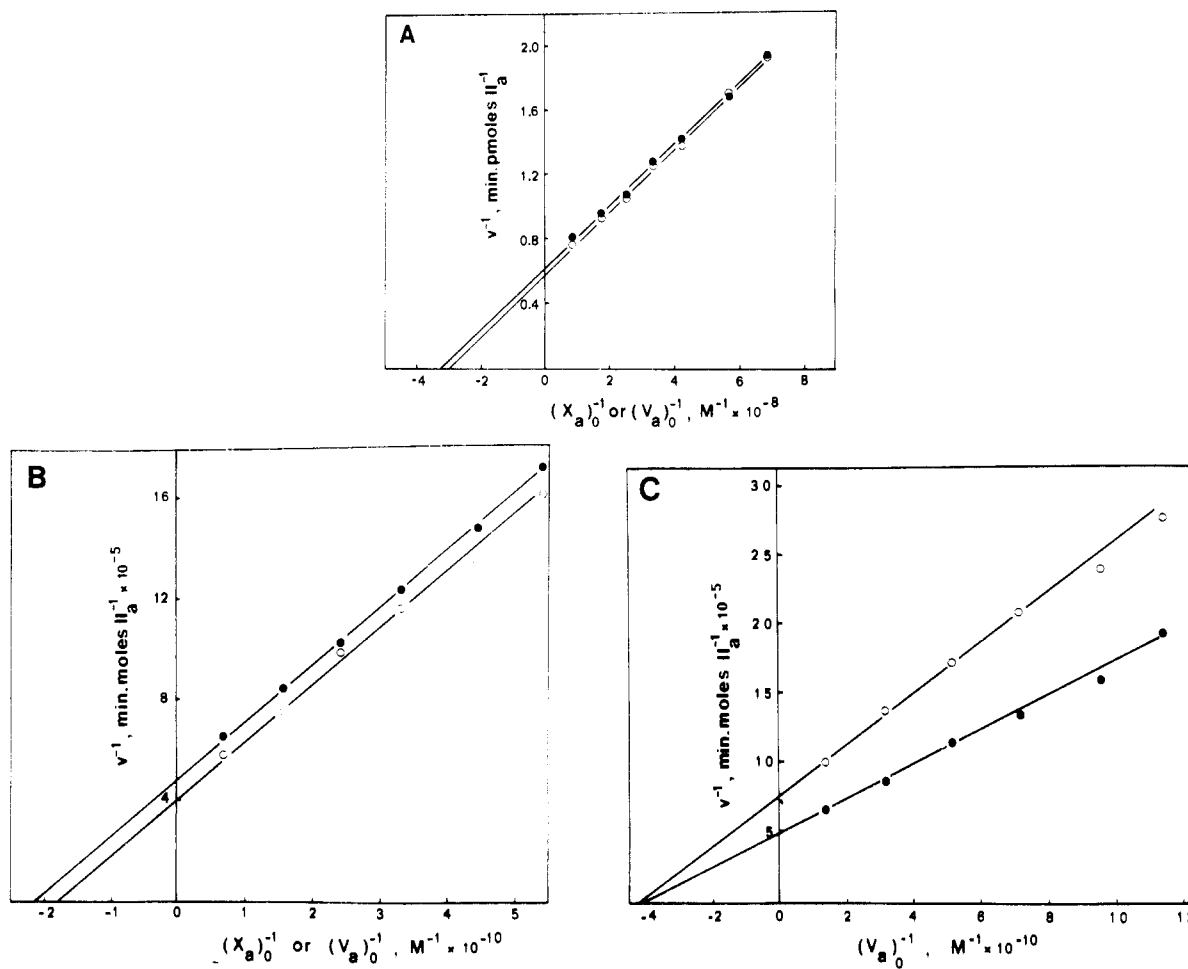 A
2.0
1.6
1.2
0.8
0.4
v⁻¹, min.pmoles IIₐ⁻¹
-4 -2 0 2 4 6 8
(Xₐ)₀⁻¹ or (Vₐ)₀⁻¹, M⁻¹ × 10⁻⁸
B
16
12
8
4
v⁻¹, min.moles IIₐ⁻¹ × 10⁻⁵
-2 -1 0 1 2 3 4 5
(Xₐ)₀⁻¹ or (Vₐ)₀⁻¹, M⁻¹ × 10⁻¹⁰
C
30
25
20
15
10
5
v⁻¹, min.moles IIₐ⁻¹ × 10⁻⁵
-4 -2 0 2 4 6 8 10 12
(Vₐ)₀⁻¹, M⁻¹ × 10⁻¹⁰